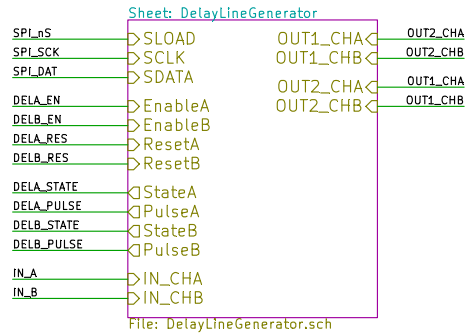 Sheet: DelayLineGenerator
SPI_nS SLOAD OUT1_CHA OUT2_CHA
SPI_SCK SCLK OUT1_CHB OUT2_CHB
SPI_DAT SDATA
OUT2_CHA OUT1_CHA
DELA_EN EnableA OUT2_CHB OUT1_CHB
DELB_EN EnableB
DELA_RES ResetA
DELB_RES ResetB
DELA_STATE StateA
DELA_PULSE PulseA
DELB_STATE StateB
DELB_PULSE PulseB
IN_A IN_CHA
IN_B IN_CHB
File: DelayLineGenerator.sch